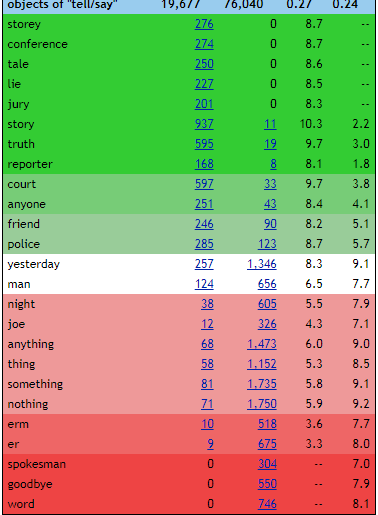 objects of "tell/say" 19,677 76,040 0.27 0.24
storey 276 0 8.7 --
conference 274 0 8.7 --
tale 250 0 8.6 --
lie 227 0 8.5 --
jury 201 0 8.3 --
story 937 11 10.3 2.2
truth 595 19 9.7 3.0
reporter 168 8 8.1 1.8
court 597 33 9.7 3.8
anyone 251 43 8.4 4.1
friend 246 90 8.2 5.1
police 285 123 8.7 5.7
yesterday 257 1,346 8.3 9.1
man 124 656 6.5 7.7
night 38 605 5.5 7.9
joe 12 326 4.3 7.1
anything 68 1,473 6.0 9.0
thing 58 1,152 5.3 8.5
something 81 1,735 5.8 9.1
nothing 71 1,750 5.9 9.2
erm 10 518 3.6 7.7
er 9 675 3.3 8.0
spokesman 0 304 -- 7.0
goodbye 0 550 -- 7.9
word 0 746 -- 8.1